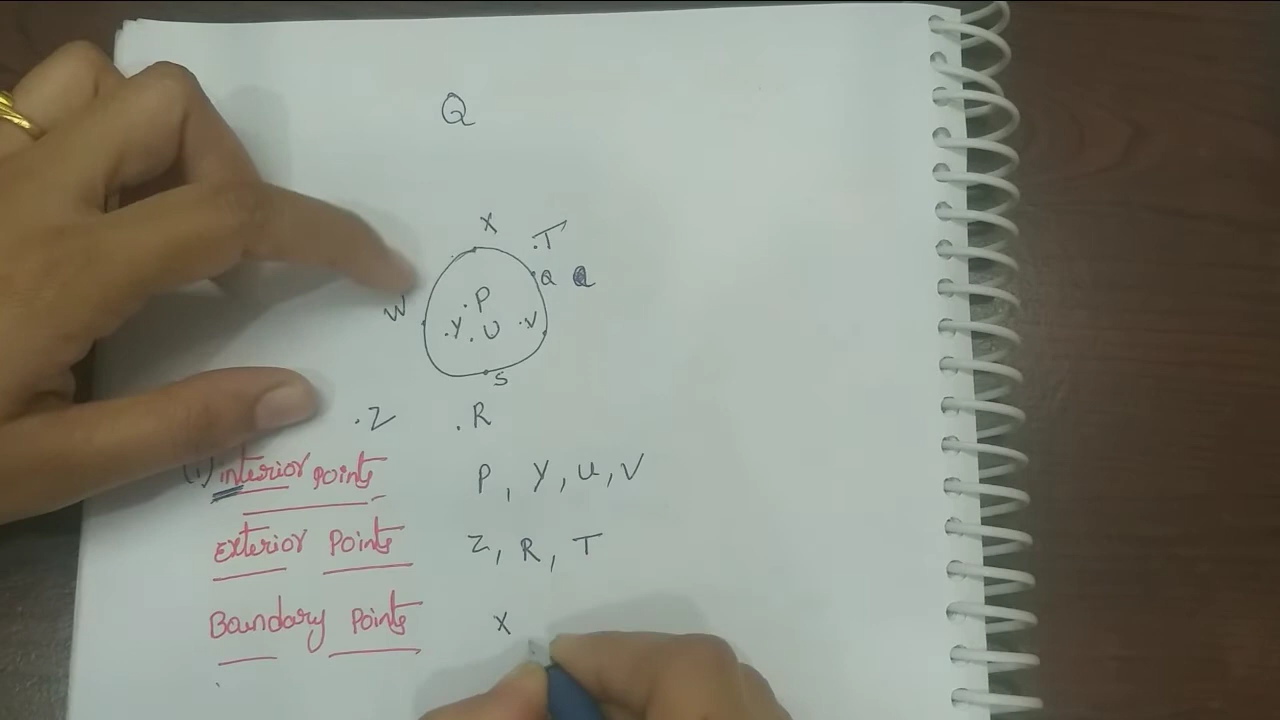 Q
X
.T
Q
W
.P
.Y .U .V
S
.Z .R
(i) interior points P, Y, U, V
Exterior Points Z, R, T
Boundary Points X